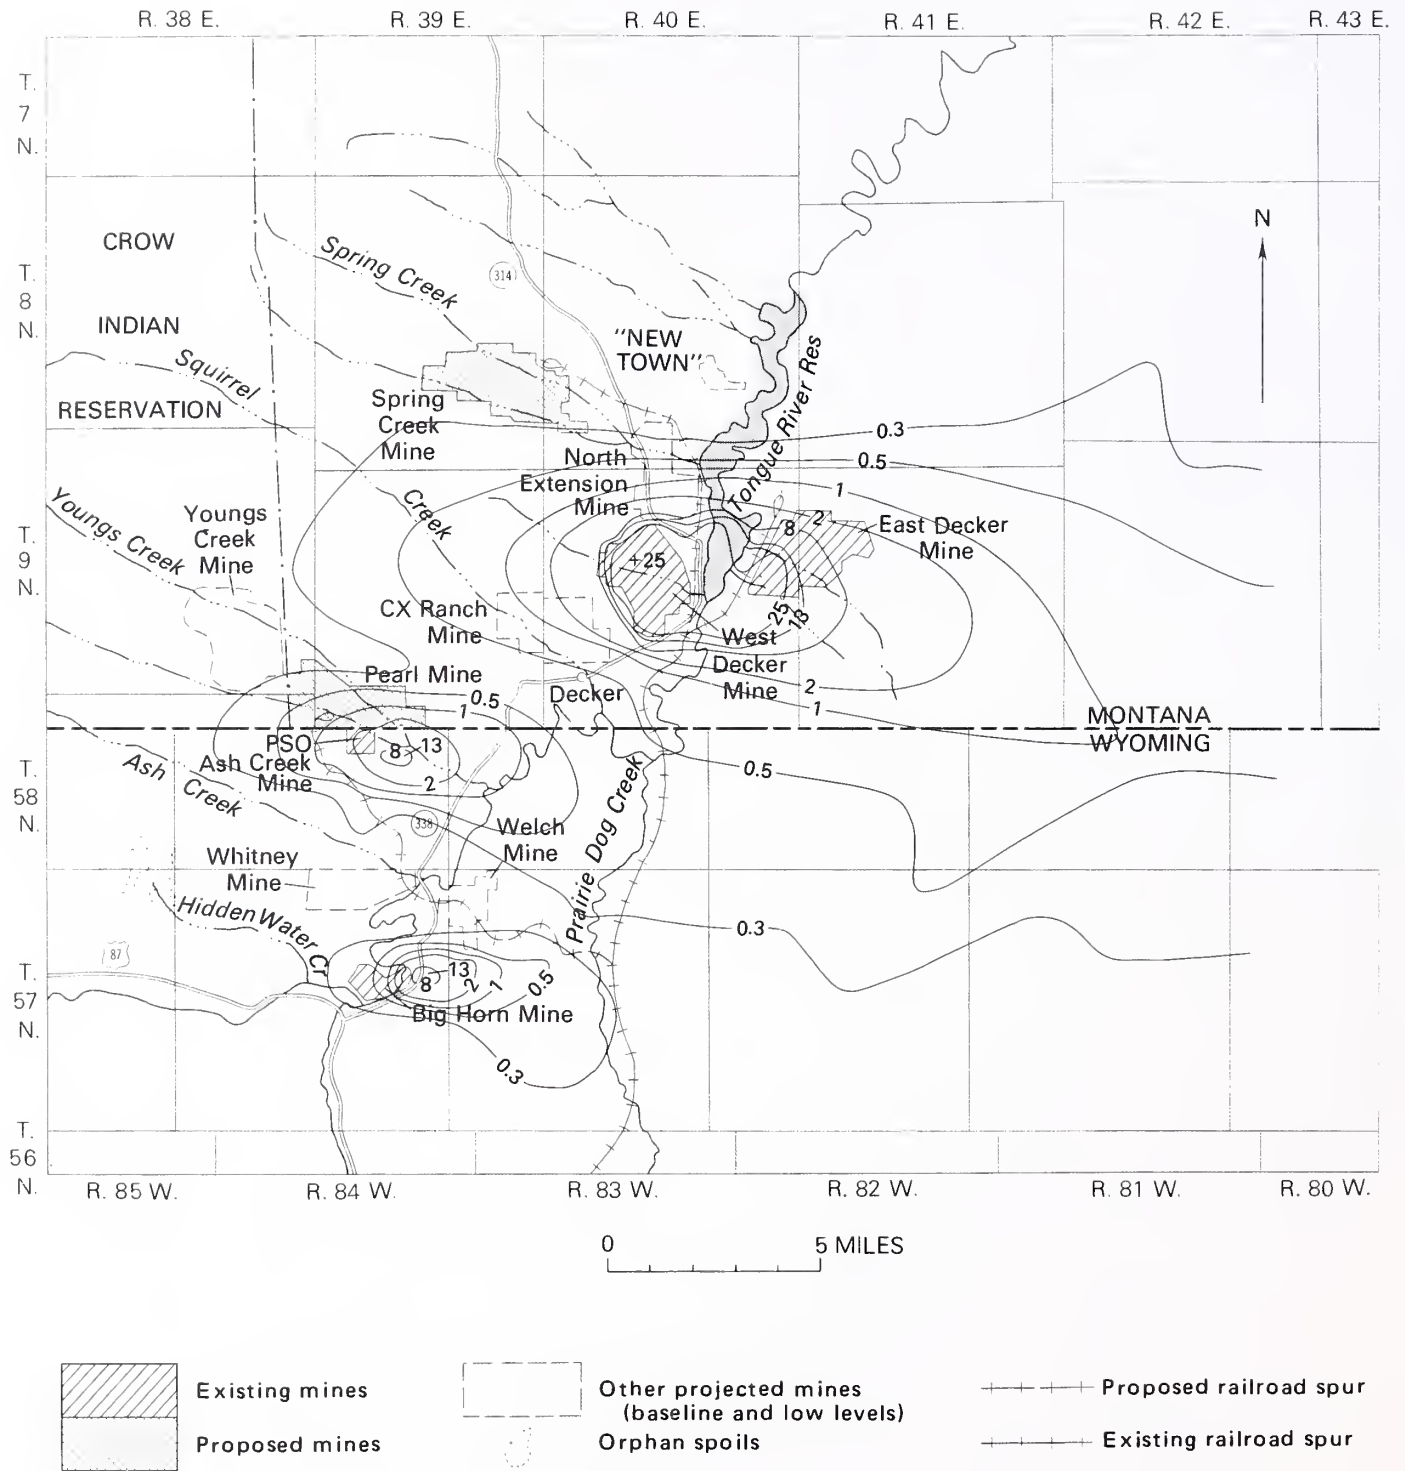 R. 38 E. R. 39 E. R. 40 E. R. 41 E. R. 42 E. R. 43 E.
T.
7
N.
CROW
INDIAN
RESERVATION
T.
8
N.
Spring Creek
314
"NEW
TOWN"
N
Squirrel
Creek
Spring
Creek
Mine
Tongue River Res
0.3
0.5
1
2
8
North
Extension
Mine
East Decker
Mine
T.
9
N.
Youngs Creek
Youngs
Creek
Mine
+25
25
13
CX Ranch
Mine
West
Decker
Mine
2
1
Pearl Mine
0.5
1
Decker
MONTANA
WYOMING
PSO
Ash Creek
Mine
8
13
2
0.5
T.
58
N.
Ash
Creek
338
Welch
Mine
Prairie Dog Creek
Whitney
Mine
Hidden Water Cr
0.3
87
T.
57
N.
8
13
2
1
0.5
Big Horn Mine
0.3
T.
56
N.
R. 85 W. R. 84 W. R. 83 W. R. 82 W. R. 81 W. R. 80 W.
0 5 MILES
Existing mines
Proposed mines
Other projected mines
(baseline and low levels)
Orphan spoils
Proposed railroad spur
Existing railroad spur